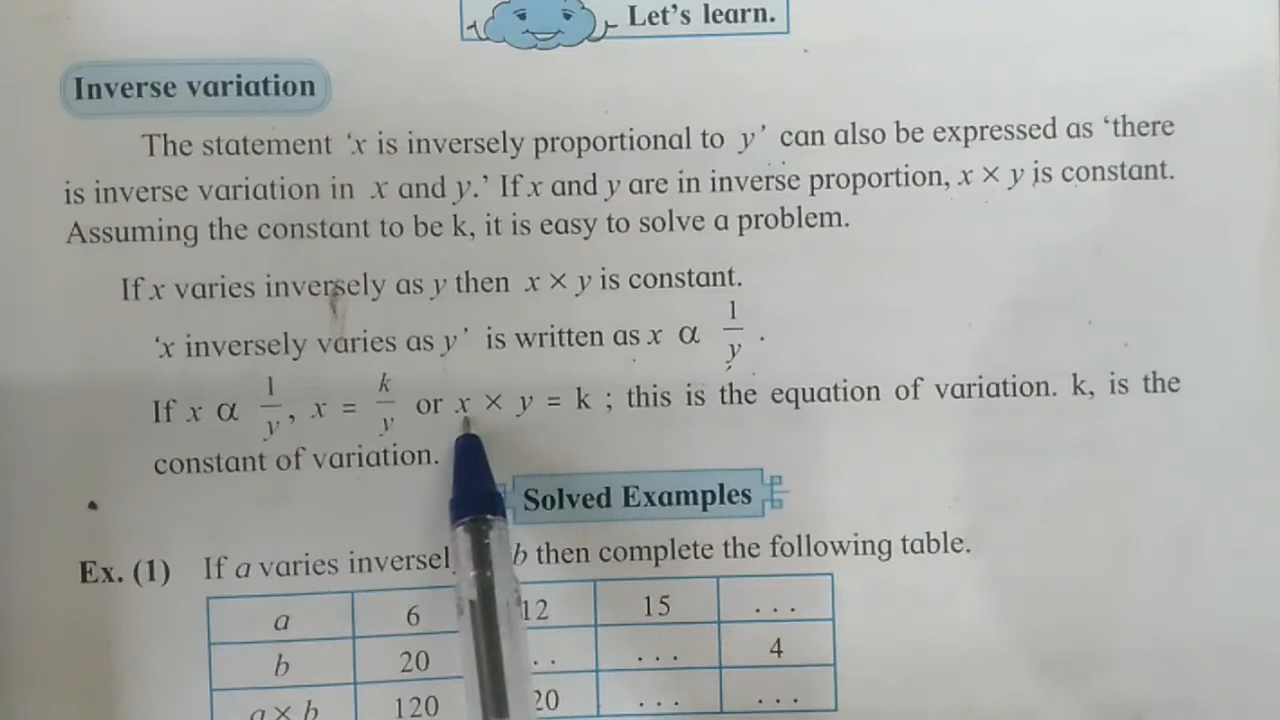 Let's learn.
Inverse variation
The statement ‘x is inversely proportional to y’ can also be expressed as ‘there
is inverse variation in x and y.’ If x and y are in inverse proportion, x × y is constant.
Assuming the constant to be k, it is easy to solve a problem.
If x varies inversely as y then x × y is constant.
‘x inversely varies as y’ is written as x α 1/y .
If x α 1/y, x = k/y or x × y = k ; this is the equation of variation. k, is the
constant of variation.
Solved Examples
Ex. (1) If a varies inversel b then complete the following table.
a 6 12 15 . . .
b 20 . . . . . 4
a × b 120 20 . . . . . .